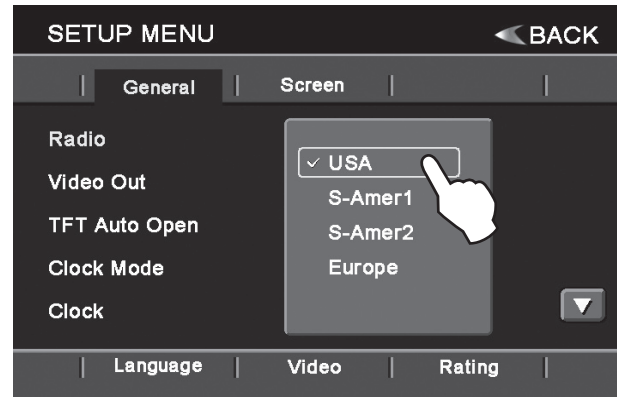 SETUP MENU BACK
General Screen
Radio
Video Out
TFT Auto Open
Clock Mode
Clock
✓ USA
S-Amer1
S-Amer2
Europe
Language Video Rating